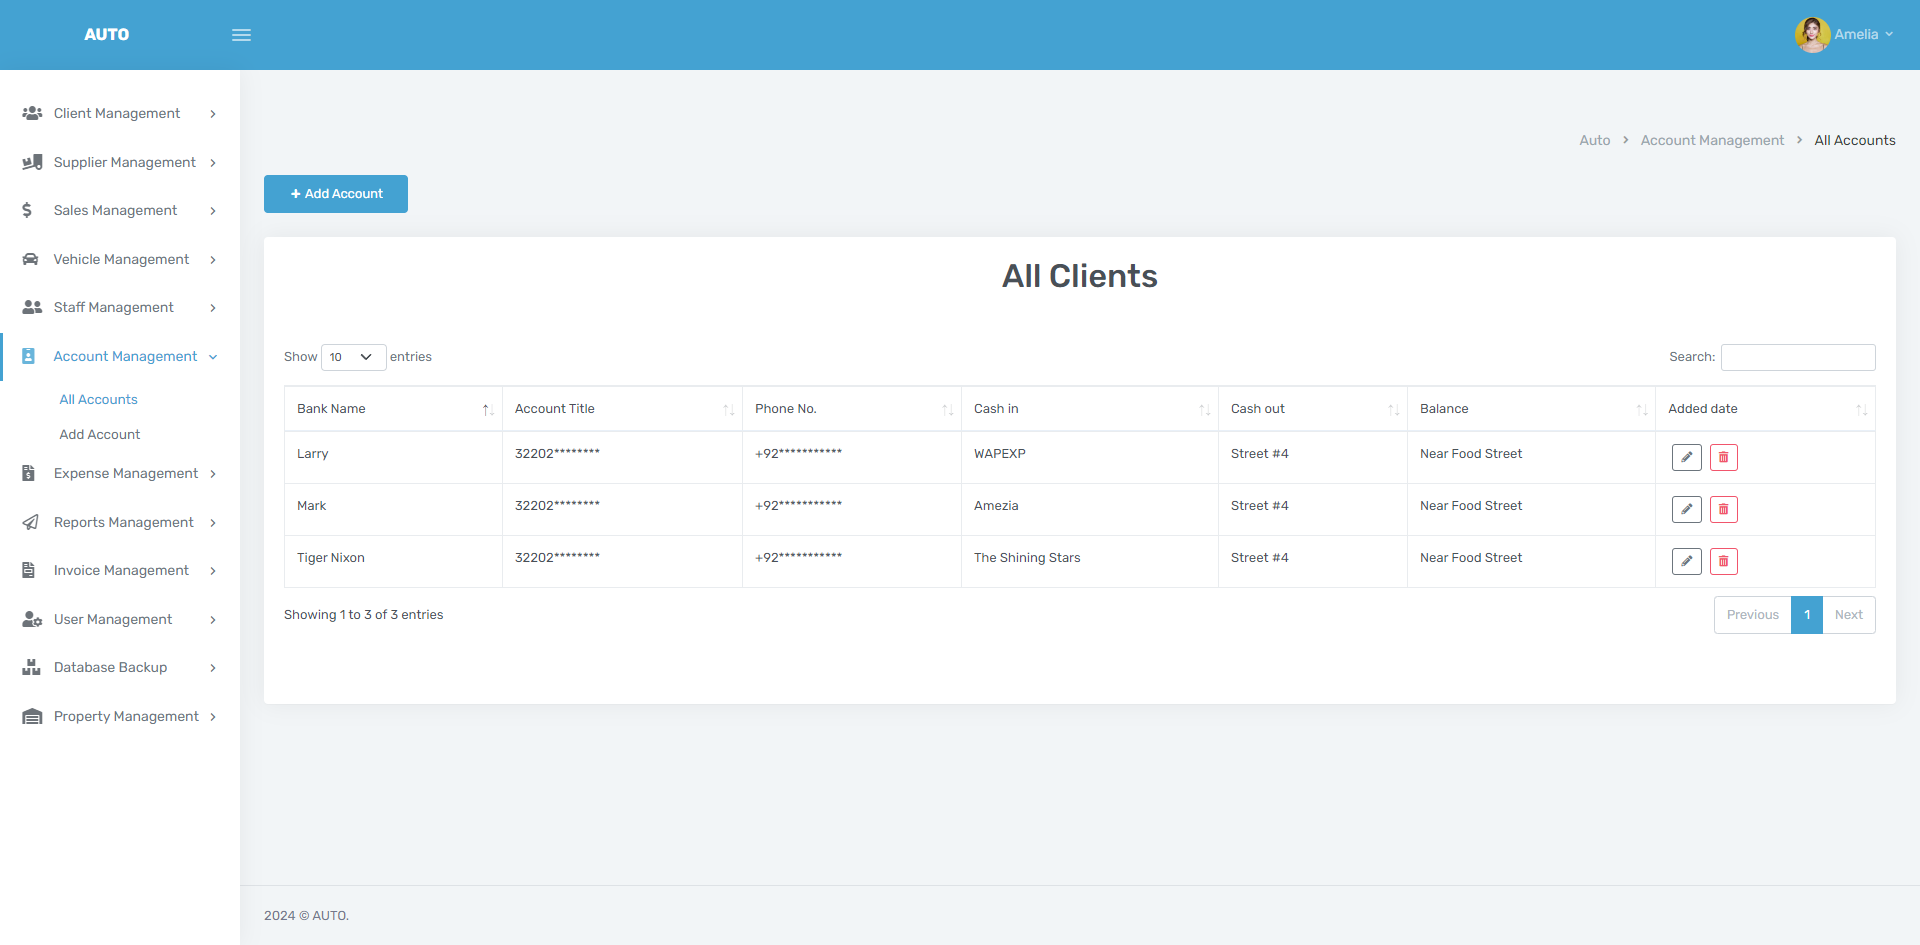 AUTO
Amelia
Client Management
Supplier Management
Sales Management
Vehicle Management
Staff Management
Account Management
All Accounts
Add Account
Expense Management
Reports Management
Invoice Management
User Management
Database Backup
Property Management
Auto > Account Management > All Accounts
+ Add Account
All Clients
Show 10 entries
Search:
Bank Name Account Title Phone No. Cash in Cash out Balance Added date
Larry 32202******** +92*********** WAPEXP Street #4 Near Food Street
Mark 32202******** +92*********** Amezia Street #4 Near Food Street
Tiger Nixon 32202******** +92*********** The Shining Stars Street #4 Near Food Street
Showing 1 to 3 of 3 entries
Previous 1 Next
2024 © AUTO.